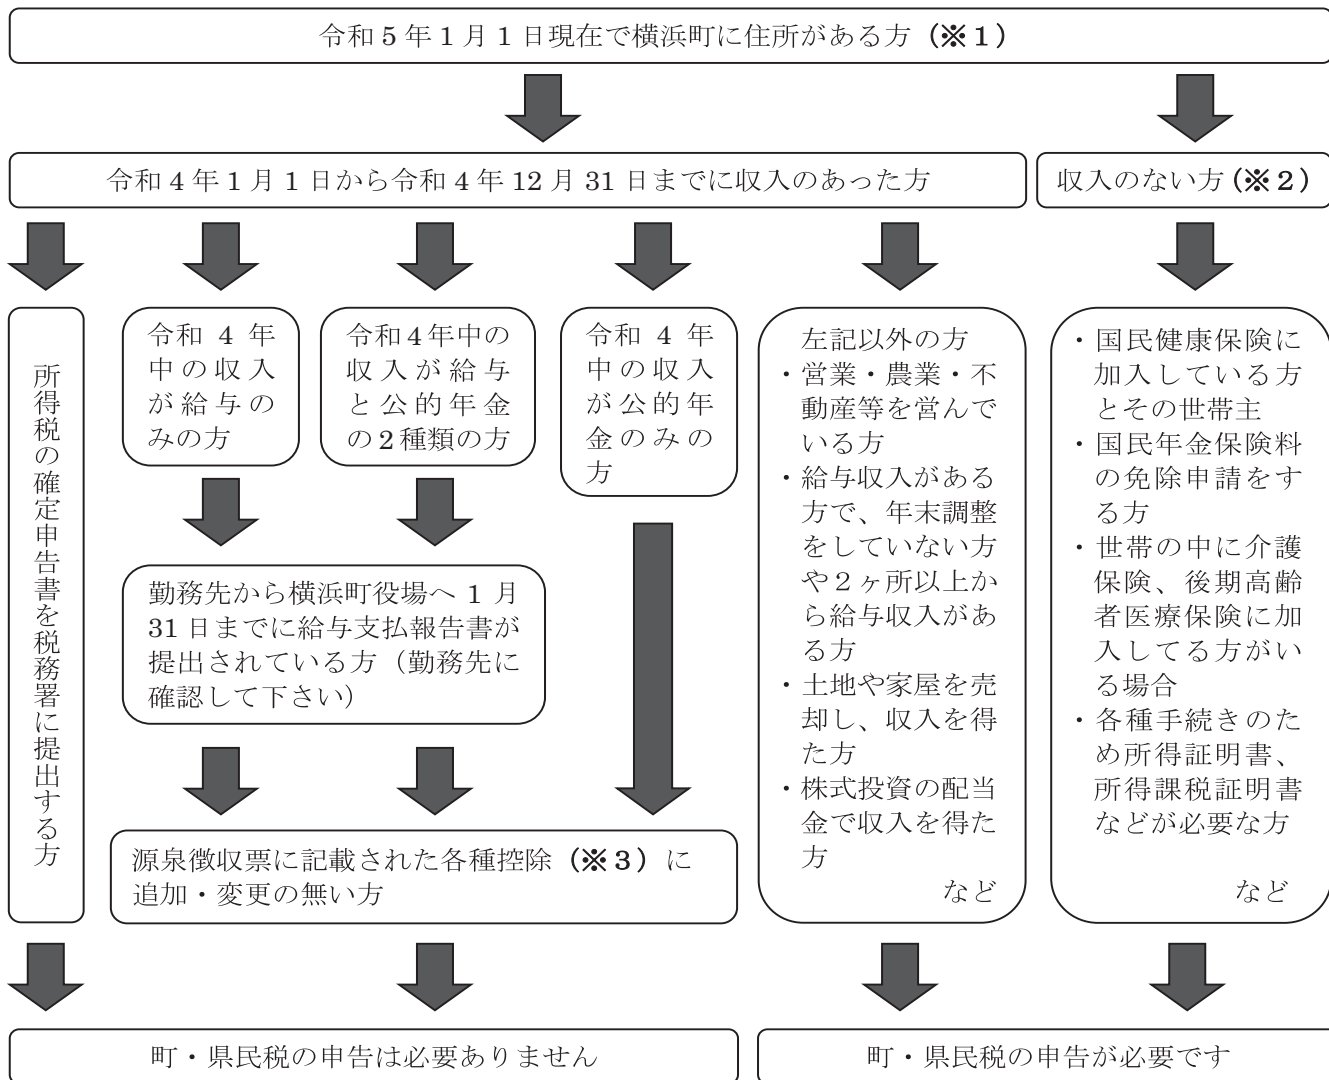 令和5年1月1日現在で横浜町に住所がある方(※1)
令和4年1月1日から令和4年12月31日までに収入のあった方
収入のない方(※2)
所得税の確定申告書を税務署に提出する方
令和4年
中の収入
が給与の
みの方
令和4年中の
収入が給与
と公的年金
の2種類の方
令和4年
中の収入
が公的年
金のみの
方
勤務先から横浜町役場へ1月
31日までに給与支払報告書が
提出されている方（勤務先に
確認して下さい）
源泉徴収票に記載された各種控除(※3)に
追加・変更の無い方
左記以外の方
・営業・農業・不
動産等を営んで
いる方
・給与収入がある
方で、年末調整
をしていない方
や２ヶ所以上か
ら給与収入があ
る方
・土地や家屋を売
却し、収入を得
た方
・株式投資の配当
金で収入を得た
方
など
・国民健康保険に
加入している方
とその世帯主
・国民年金保険料
の免除申請をす
る方
・世帯の中に介護
保険、後期高齢
者医療保険に加
入してる方がい
る場合
・各種手続きのた
め所得証明書、
所得課税証明書
などが必要な方
など
町・県民税の申告は必要ありません
町・県民税の申告が必要です